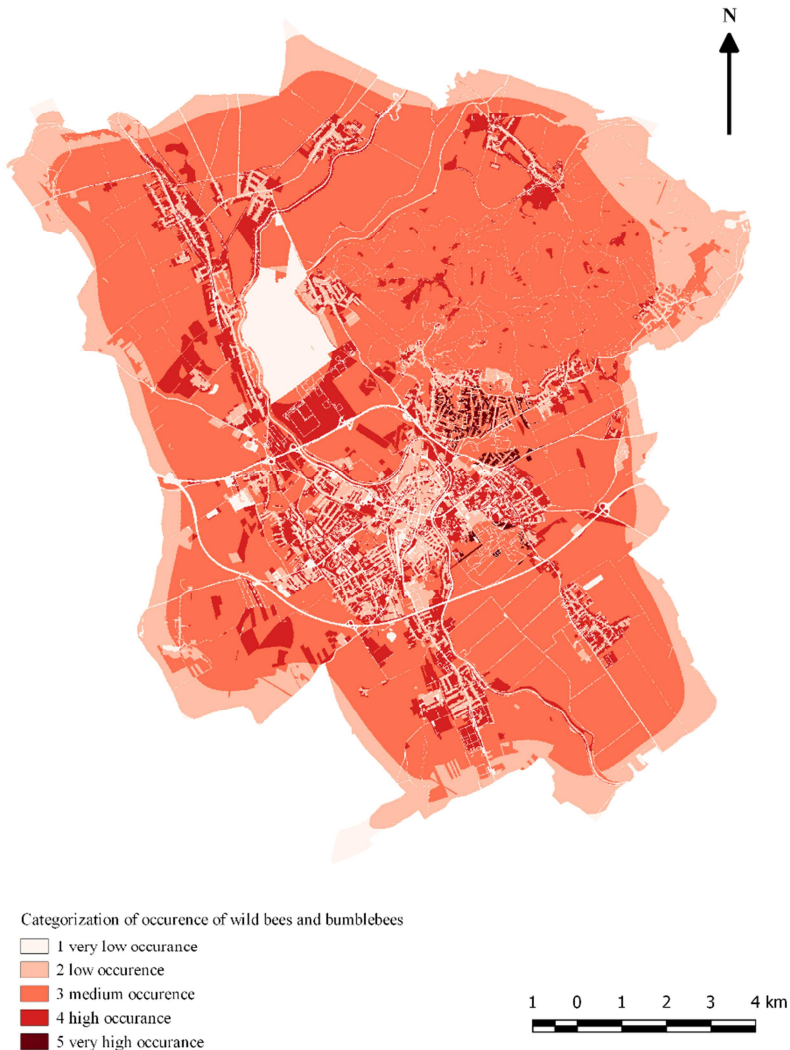 N
Categorization of occurence of wild bees and bumblebees
1 very low occurance
2 low occurence
3 medium occurence
4 high occurance
5 very high occurance
1 0 1 2 3 4 km